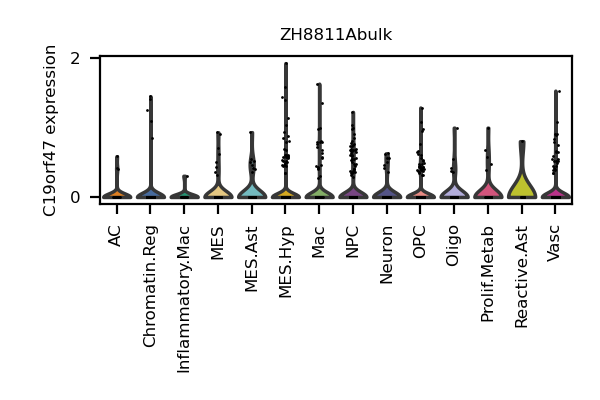 ZH8811Abulk
C19orf47 expression
2
0
AC
Chromatin.Reg
Inflammatory.Mac
MES
MES.Ast
MES.Hyp
Mac
NPC
Neuron
OPC
Oligo
Prolif.Metab
Reactive.Ast
Vasc